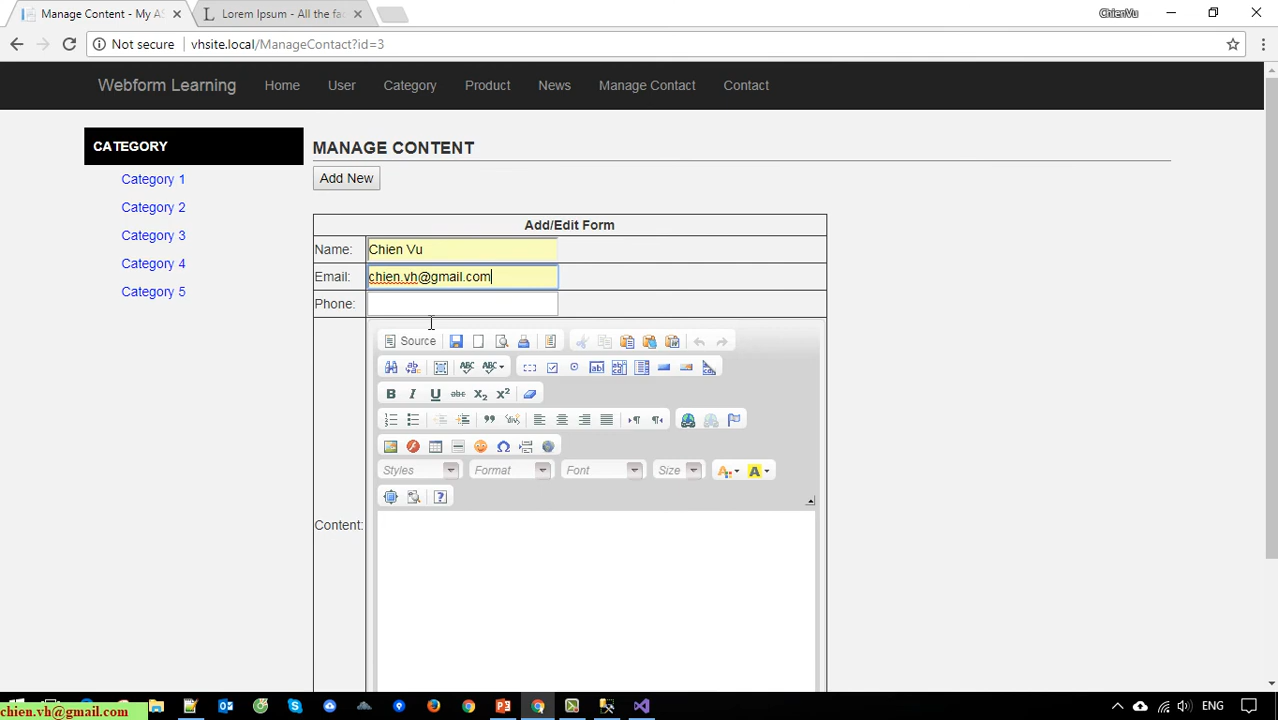 Manage Content - My AS
Lorem Ipsum - All the fac
ChienVu
Not secure
vhsite.local/ManageContact?id=3
Webform Learning Home User Category Product News Manage Contact Contact
CATEGORY
Category 1
Category 2
Category 3
Category 4
Category 5
MANAGE CONTENT
Add New
Add/Edit Form
Name: Chien Vu
Email: chien.vh@gmail.com
Phone:
Source
Styles Format Font Size
Content:
ENG
chien.vh@gmail.com